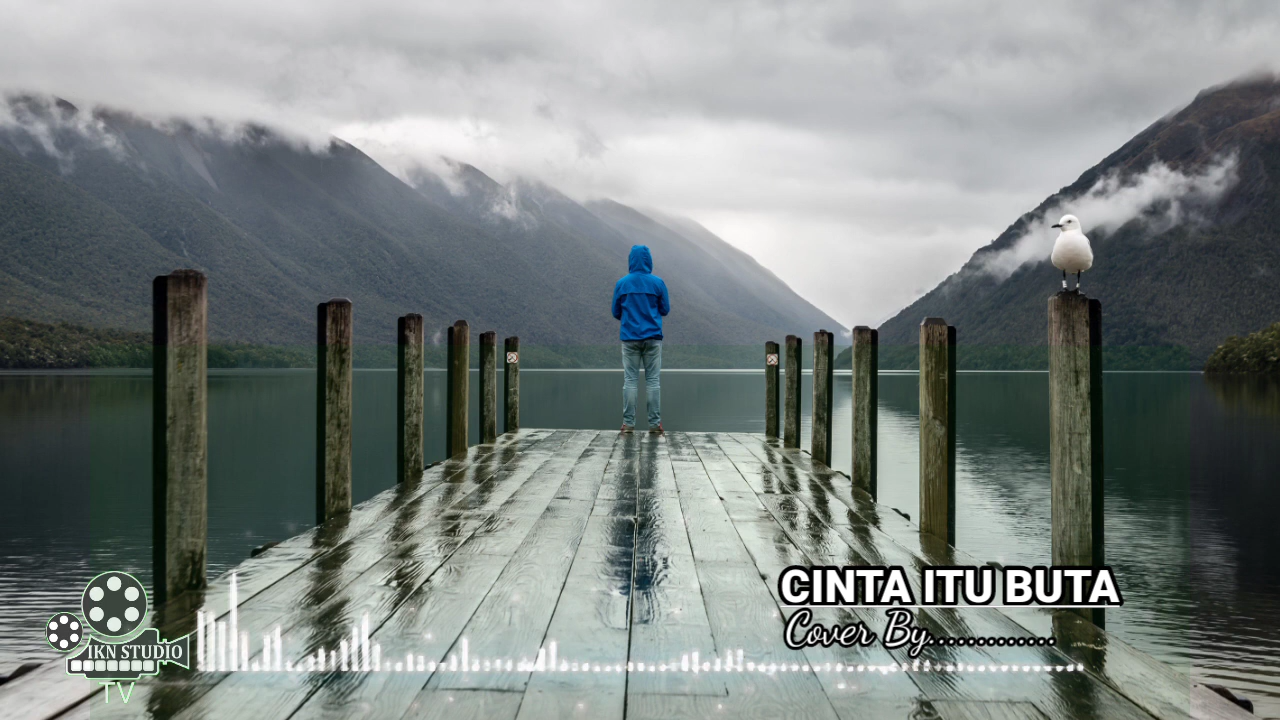 CINTA ITU BUTA
Cover By.............
IKN STUDIO
TV